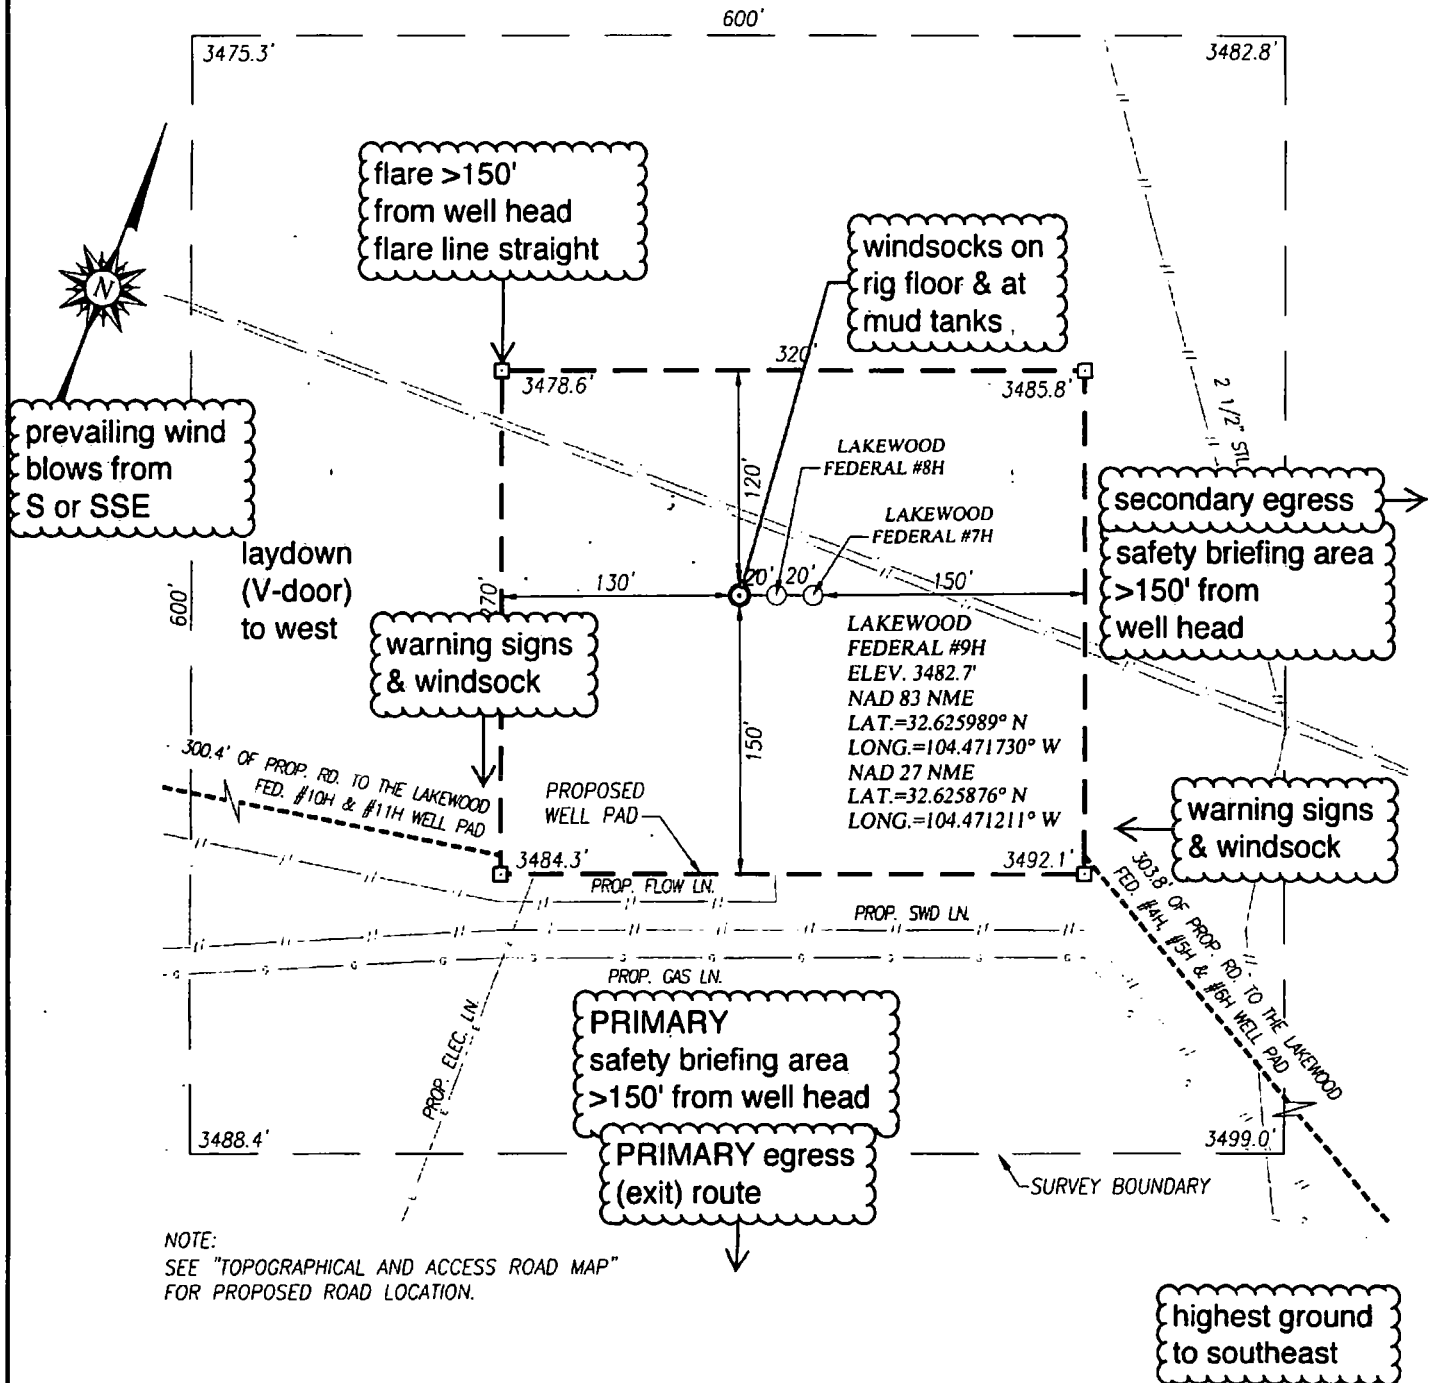 600'
3475.3'
3482.8'
flare >150'
from well head
flare line straight
windsocks on
rig floor & at
mud tanks
N
320'
3478.6'
3485.8'
2 1/2" STL
prevailing wind
blows from
S or SSE
LAKEWOOD
FEDERAL #8H
120'
LAKEWOOD
FEDERAL #7H
secondary egress
safety briefing area
>150' from
well head
laydown
(V-door)
to west
600'
270'
130'
20'
20'
150'
warning signs
& windsock
LAKEWOOD
FEDERAL #9H
ELEV. 3482.7'
NAD 83 NME
LAT.=32.625989° N
LONG.=104.471730° W
NAD 27 NME
LAT.=32.625876° N
LONG.=104.471211° W
150'
300.4' OF PROP. RD. TO THE LAKEWOOD
FED. #10H & #11H WELL PAD
PROPOSED
WELL PAD
warning signs
& windsock
3484.3'
3492.1'
303.8' OF PROP. RD. TO THE LAKEWOOD
FED. #4H, #5H & #6H WELL PAD
PROP. FLOW LN.
PROP. SWD LN.
PROP. GAS LN.
PROP. ELEC. LN.
PRIMARY
safety briefing area
>150' from well head
PRIMARY egress
(exit) route
3488.4'
3499.0'
SURVEY BOUNDARY
NOTE:
SEE "TOPOGRAPHICAL AND ACCESS ROAD MAP"
FOR PROPOSED ROAD LOCATION.
highest ground
to southeast